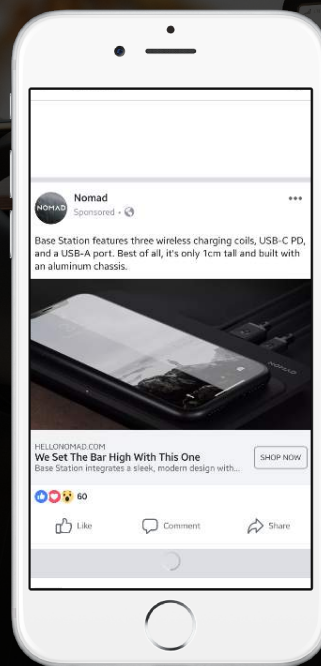 NOMAD
Nomad
Sponsored •
Base Station features three wireless charging coils, USB-C PD,
and a USB-A port. Best of all, it's only 1cm tall and built with
an aluminum chassis.
NOMAD
HELLONOMAD.COM
We Set The Bar High With This One
Base Station integrates a sleek, modern design with...
SHOP NOW
60
Like
Comment
Share